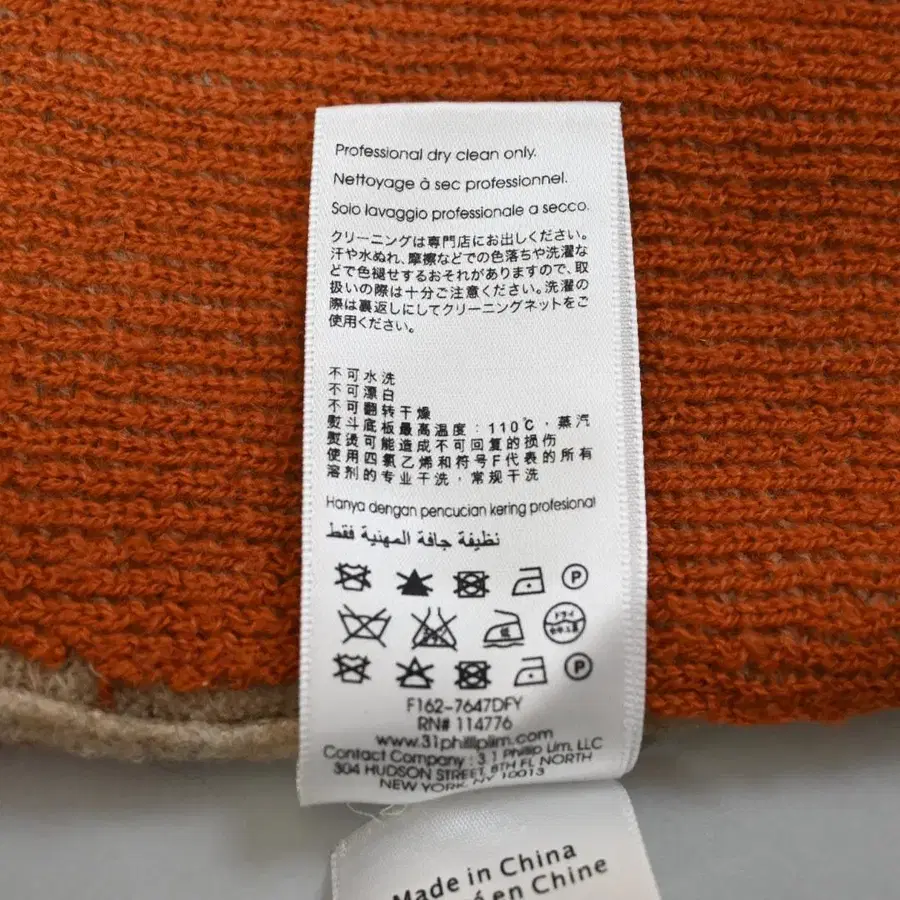 Professional dry clean only.
Nettoyage à sec professionnel.
Solo lavaggio professionale a secco.
クリーニングは専門店にお出しください。
汗や水ぬれ、摩擦などでの色落ちや洗濯な
どで色褪せするおそれがありますので、取
扱いの際は十分ご注意ください。洗濯の
際は裏返しにしてクリーニングネットをご
使用ください。
不可水洗
不可漂白
不可翻转干燥
熨斗底板最高温度：110℃，蒸汽
熨烫可能造成不可回复的损伤
使用四氯乙烯和符号F代表的所有
溶剂的专业干洗，常规干洗
Hanya dengan pencucian kering profesional
نظيفة جافة المهنية فقط
P
ドライ
P
F162-7647DFY
RN# 114776
www.31philliplim.com
Contact Company : 3.1 Phillip Lim, LLC
304 HUDSON STREET, 8TH FL NORTH
NEW YORK, NY 10013
Made in China
en Chine